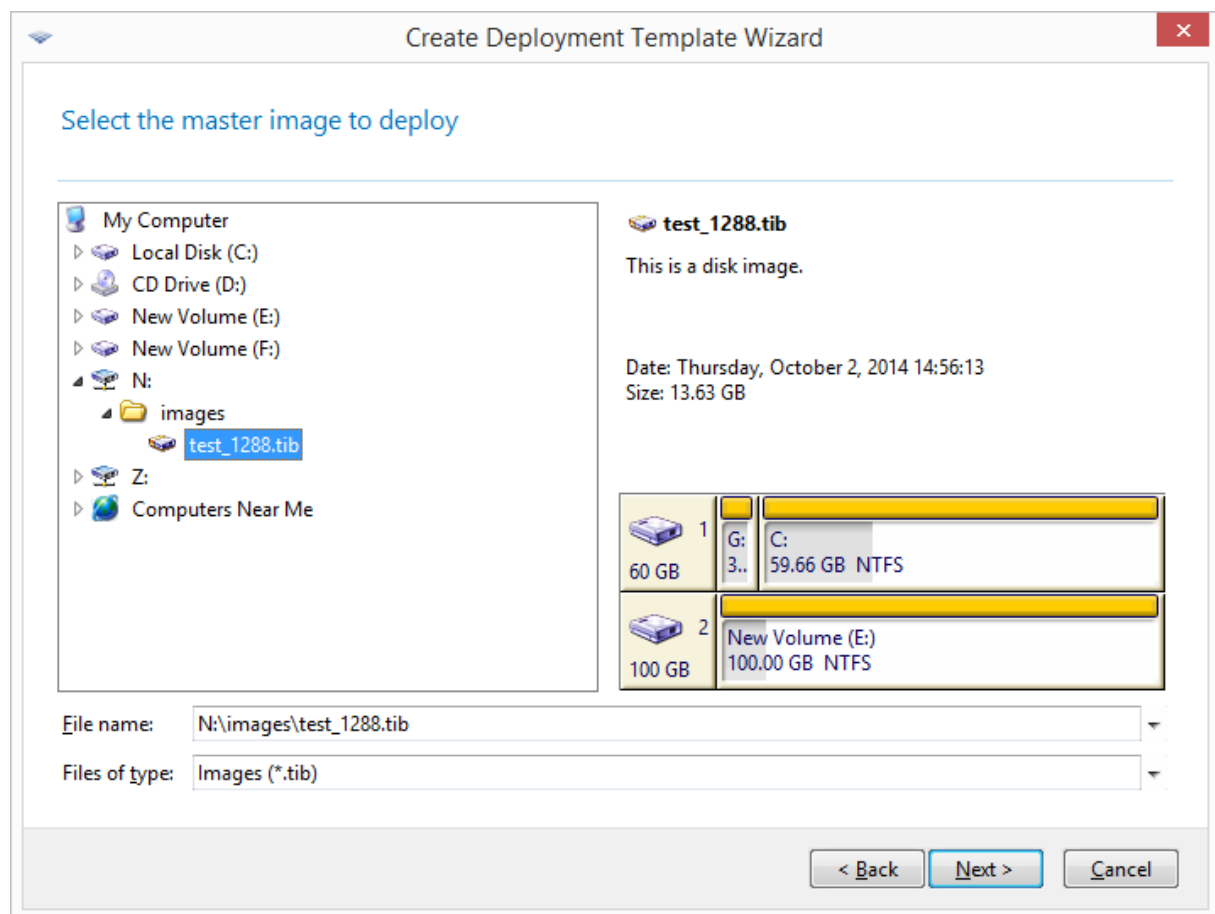 Create Deployment Template Wizard
Select the master image to deploy
My Computer
Local Disk (C:)
CD Drive (D:)
New Volume (E:)
New Volume (F:)
N:
images
test_1288.tib
Z:
Computers Near Me
test_1288.tib
This is a disk image.
Date: Thursday, October 2, 2014 14:56:13
Size: 13.63 GB
1
60 GB
G:
3..
C:
59.66 GB NTFS
2
100 GB
New Volume (E:)
100.00 GB NTFS
File name: N:\images\test_1288.tib
Files of type: Images (*.tib)
< Back Next > Cancel